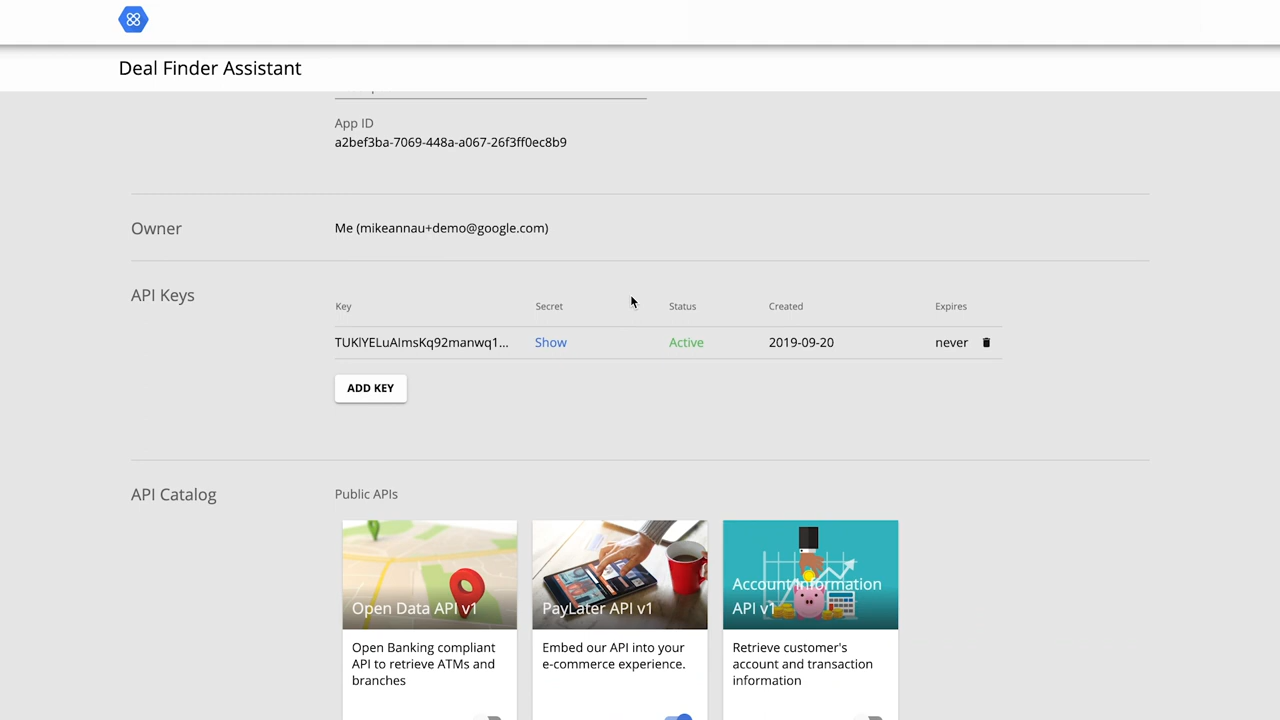 Deal Finder Assistant
App ID
a2bef3ba-7069-448a-a067-26f3ff0ec8b9
Owner
Me (mikeannau+demo@google.com)
API Keys
Key Secret Status Created Expires
TUKlYELuAImsKq92manwq1... Show Active 2019-09-20 never
ADD KEY
API Catalog
Public APIs
Open Data API v1
Open Banking compliant
API to retrieve ATMs and
branches
PayLater API v1
Embed our API into your
e-commerce experience.
Account Information
API v1
Retrieve customer's
account and transaction
information